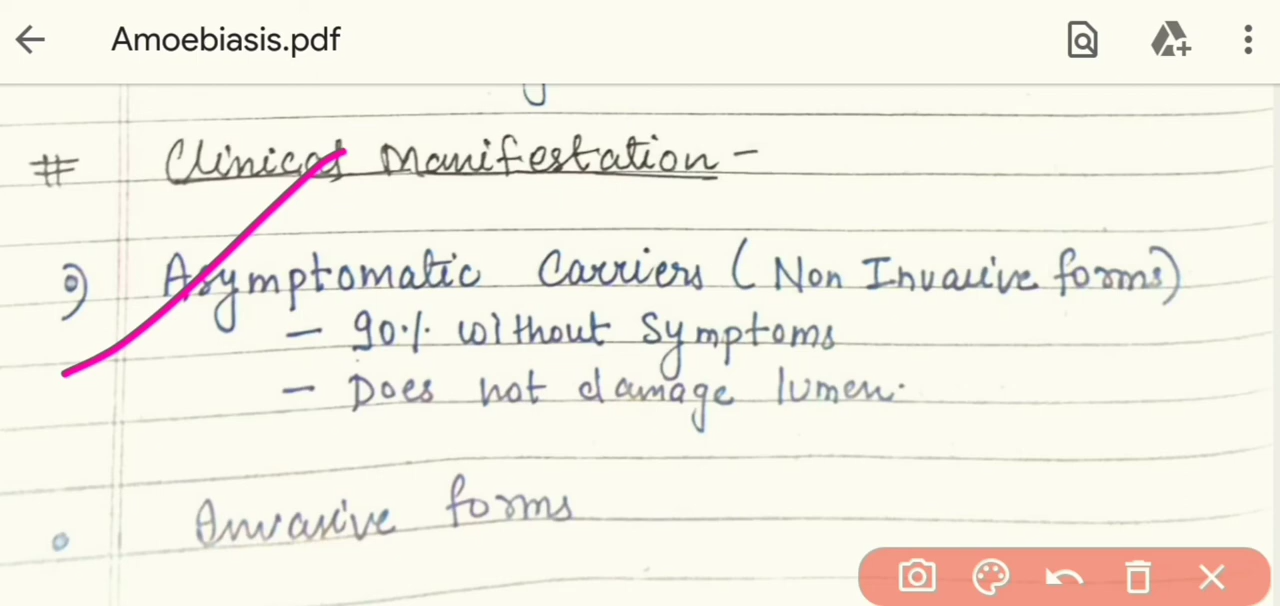 Amoebiasis.pdf
# Clinical Manifestation -
Asymptomatic Carriers ( Non Invasive forms)
- 90% without Symptoms
- Does not damage lumen.
Invasive forms